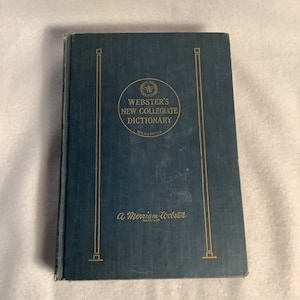 WEBSTER'S
NEW COLLEGIATE
DICTIONARY
A Merriam-Webster